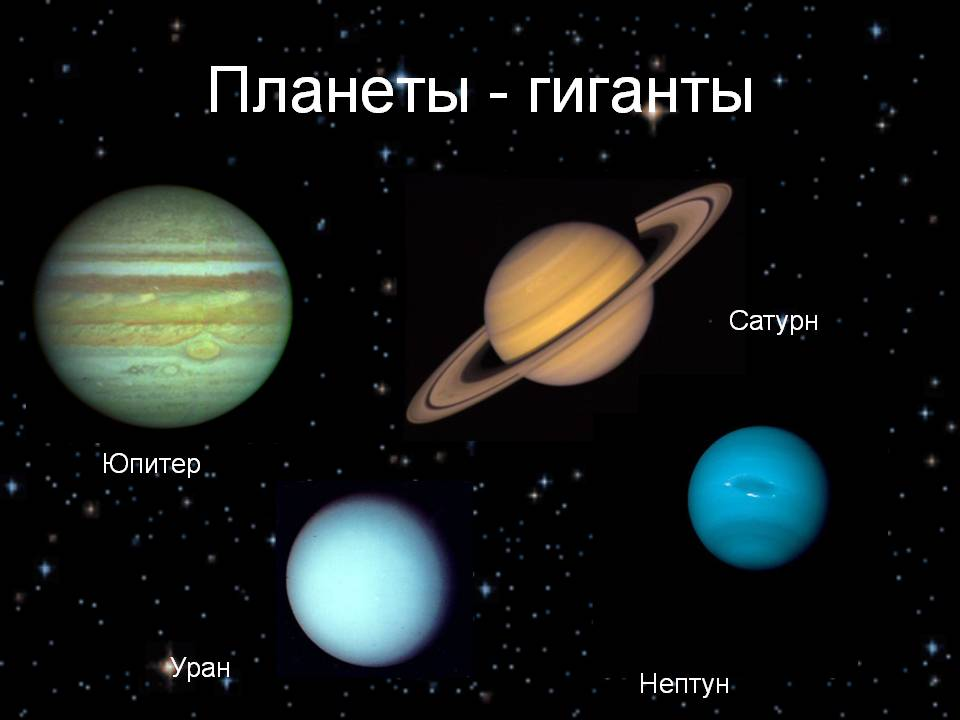 Планеты - гиганты
Сатурн
Юпитер
Уран
Нептун